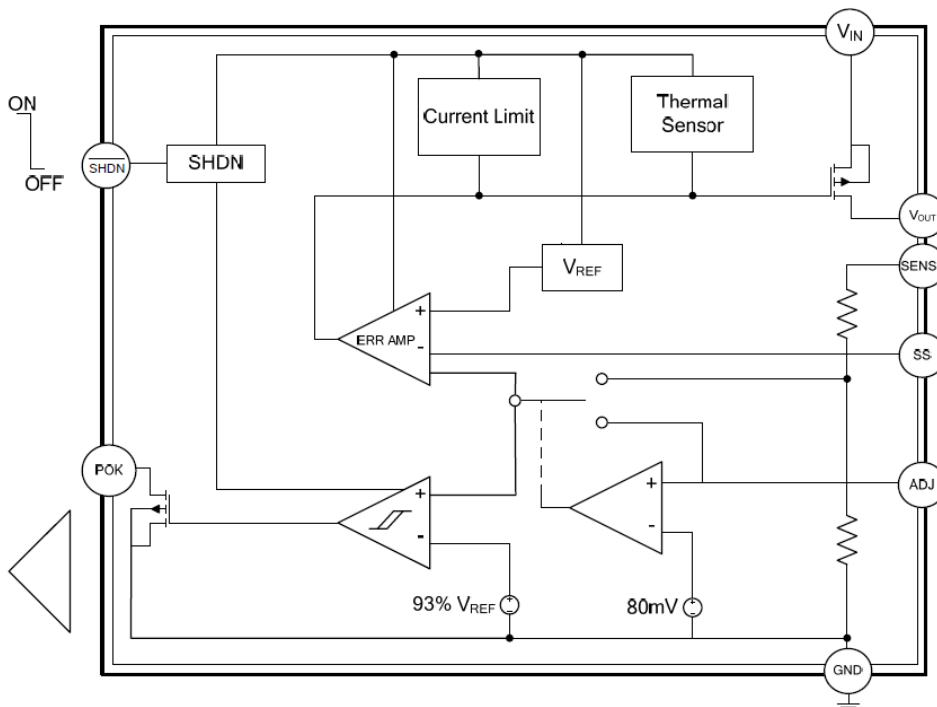 VIN
ON
SHDN
OFF
SHDN
Current Limit
Thermal
Sensor
VOUT
SENS
VREF
+
ERR AMP
-
SS
POK
+
-
+
-
ADJ
93% VREF
+
-
80mV
+
-
GND